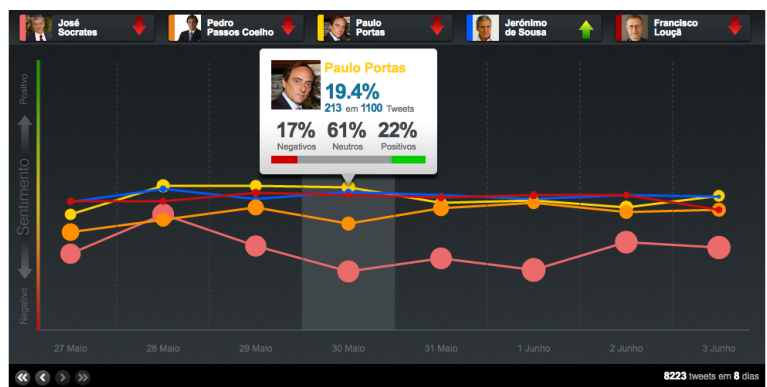 José
Socrates
Pedro
Passos Coelho
Paulo
Portas
Jerónimo
de Sousa
Francisco
Louçã
Paulo Portas
19.4%
213 em 1100 Tweets
17% 61% 22%
Negativos Neutros Positivos
Positivo
Sentimento
Negativo
27 Maio 28 Maio 29 Maio 30 Maio 31 Maio 1 Junho 2 Junho 3 Junho
8223 tweets em 8 dias